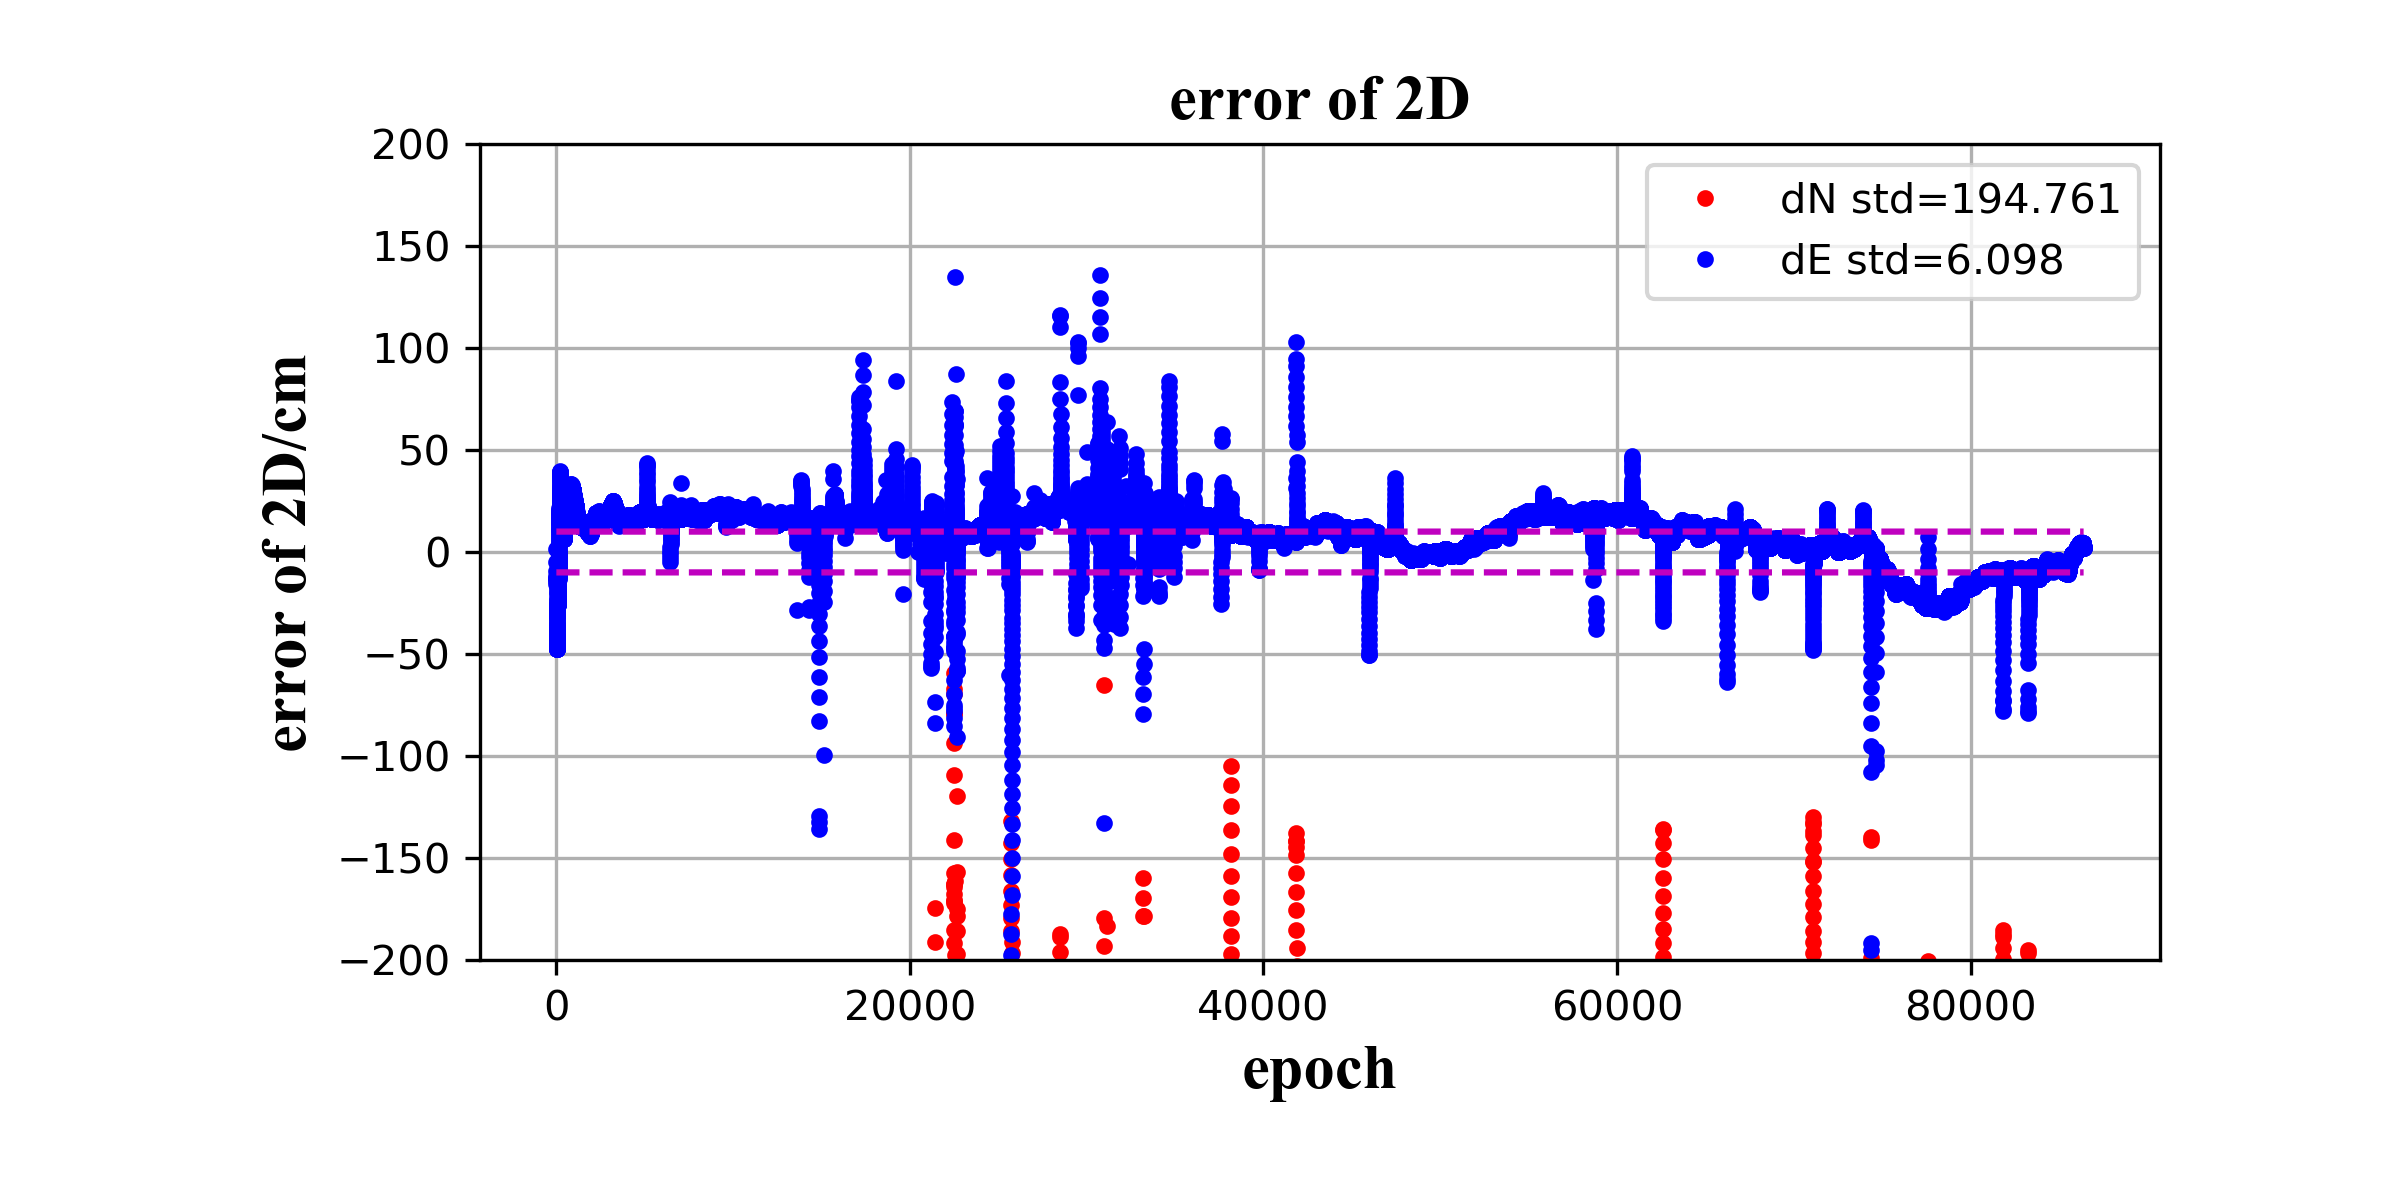 error of 2D
200
150
100
50
0
−50
−100
−150
−200
error of 2D/cm
dN std=194.761
dE std=6.098
0 20000 40000 60000 80000
epoch